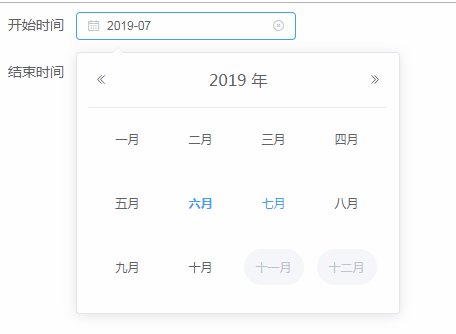 开始时间 2019-07
结束时间
2019 年
一月 二月 三月 四月
五月 六月 七月 八月
九月 十月 十一月 十二月